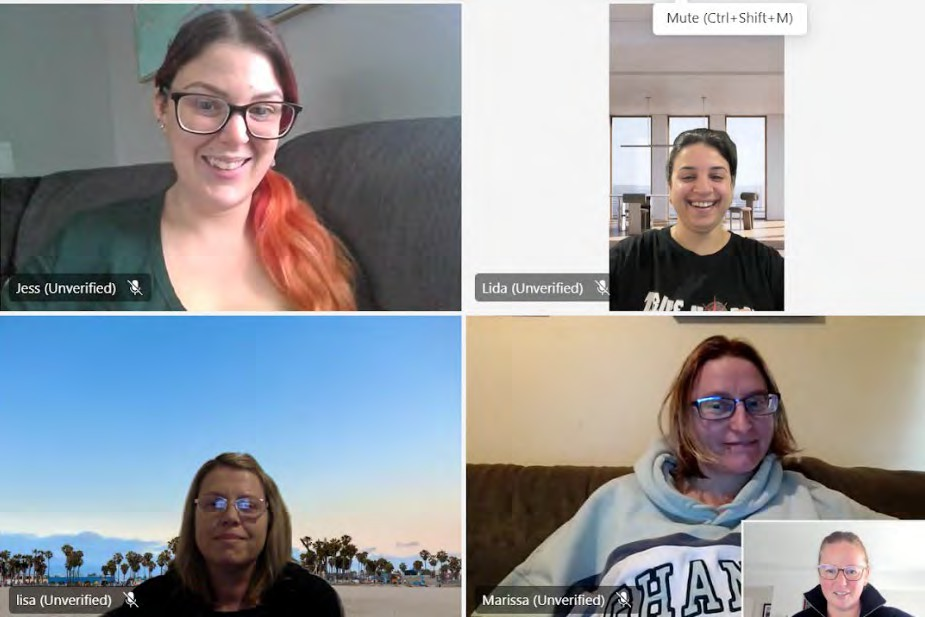 Mute (Ctrl+Shift+M)
Jess (Unverified)
Lida (Unverified)
lisa (Unverified)
Marissa (Unverified)